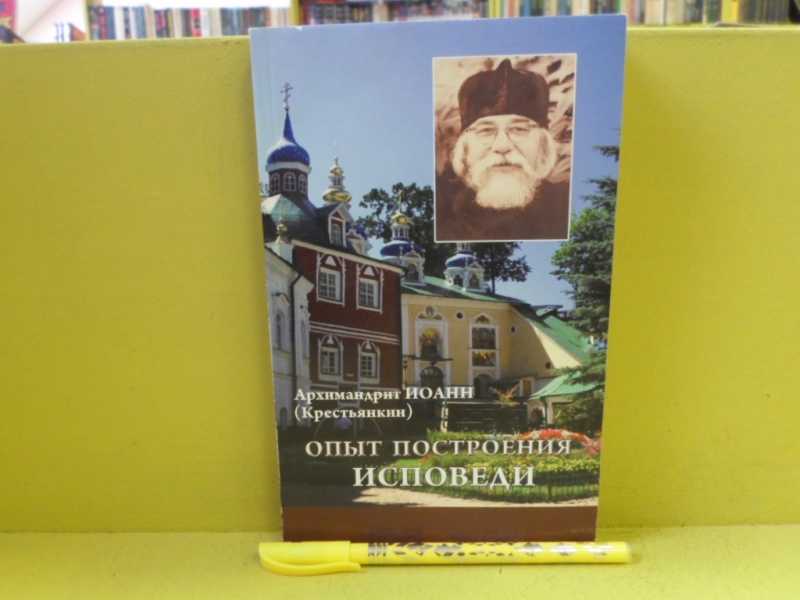 Архимандрит ИОАНН
(Крестьянкин)
ОПЫТ ПОСТРОЕНИЯ
ИСПОВЕДИ